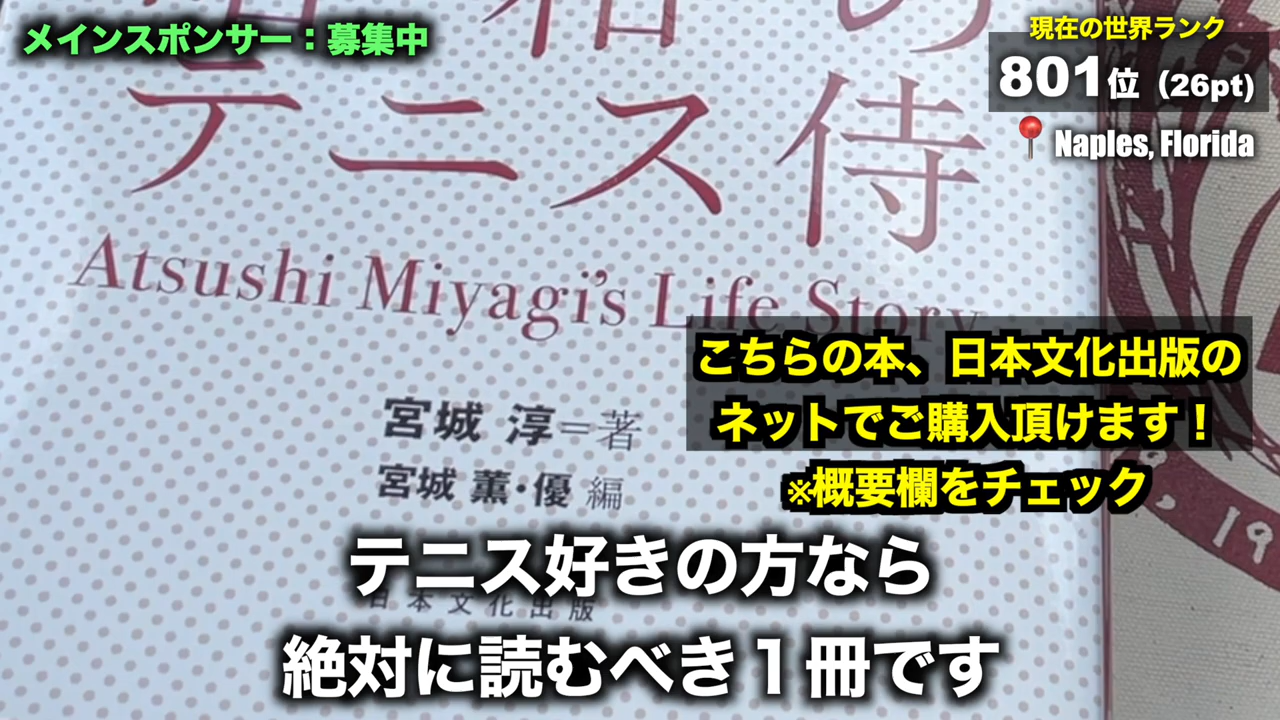 メインスポンサー：募集中
現在の世界ランク
801位（26pt)
Naples, Florida
昭和の
テニス侍
Atsushi Miyagi's Life Story
宮城 淳＝著
宮城 薫・優 編
日本文化出版
こちらの本、日本文化出版の
ネットでご購入頂けます！
※概要欄をチェック
テニス好きの方なら
絶対に読むべき１冊です